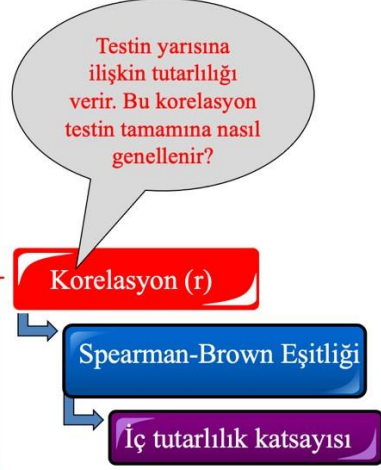 Testin yarısına
ilişkin tutarlılığı
verir. Bu korelasyon
testin tamamına nasıl
genellenir?
Korelasyon (r)
Spearman-Brown Eşitliği
İç tutarlılık katsayısı